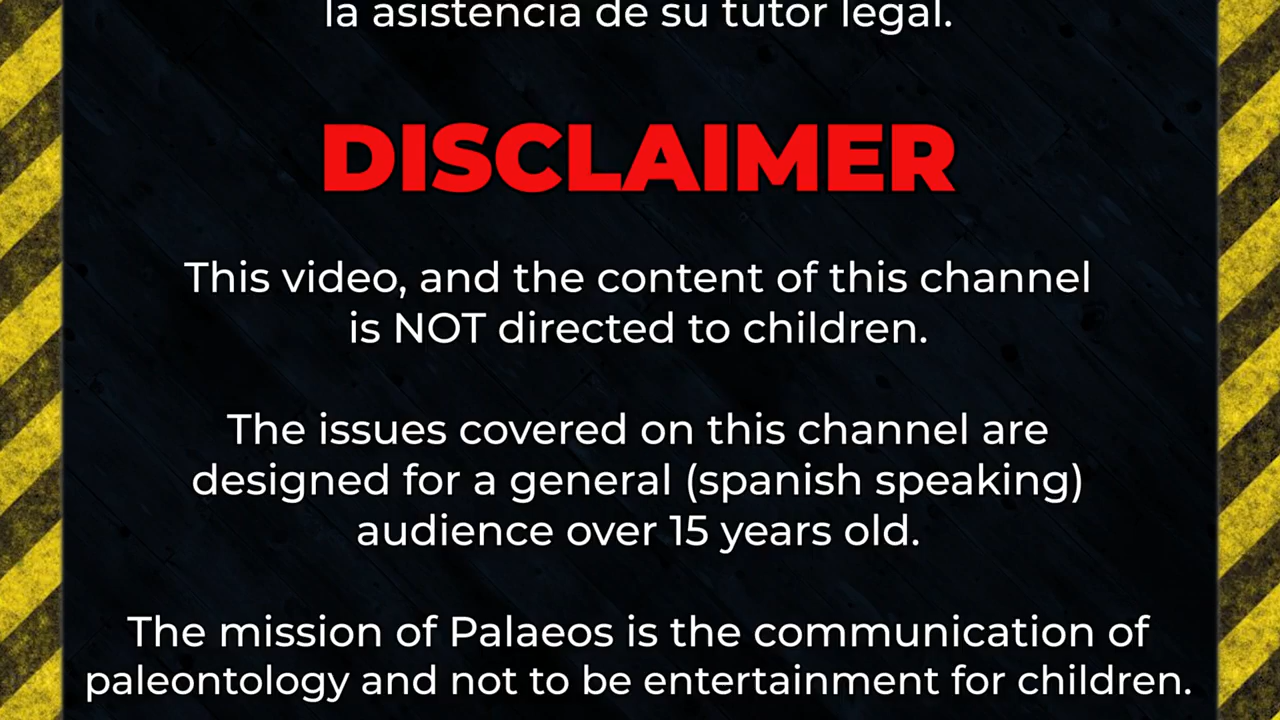 la asistencia de su tutor legal.
DISCLAIMER
This video, and the content of this channel
is NOT directed to children.
The issues covered on this channel are
designed for a general (spanish speaking)
audience over 15 years old.
The mission of Palaeos is the communication of
paleontology and not to be entertainment for children.